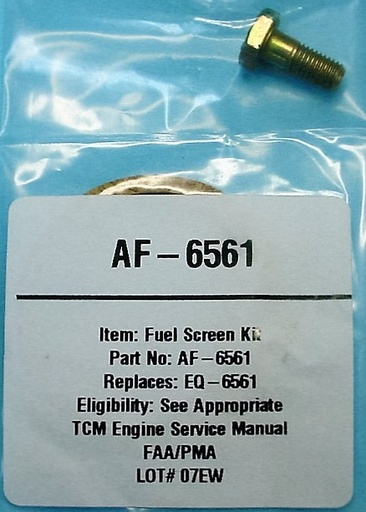 AF-6561
Item: Fuel Screen Kit
Part No: AF-6561
Replaces: EQ-6561
Eligibility: See Appropriate
TCM Engine Service Manual
FAA/PMA
LOT# 07EW